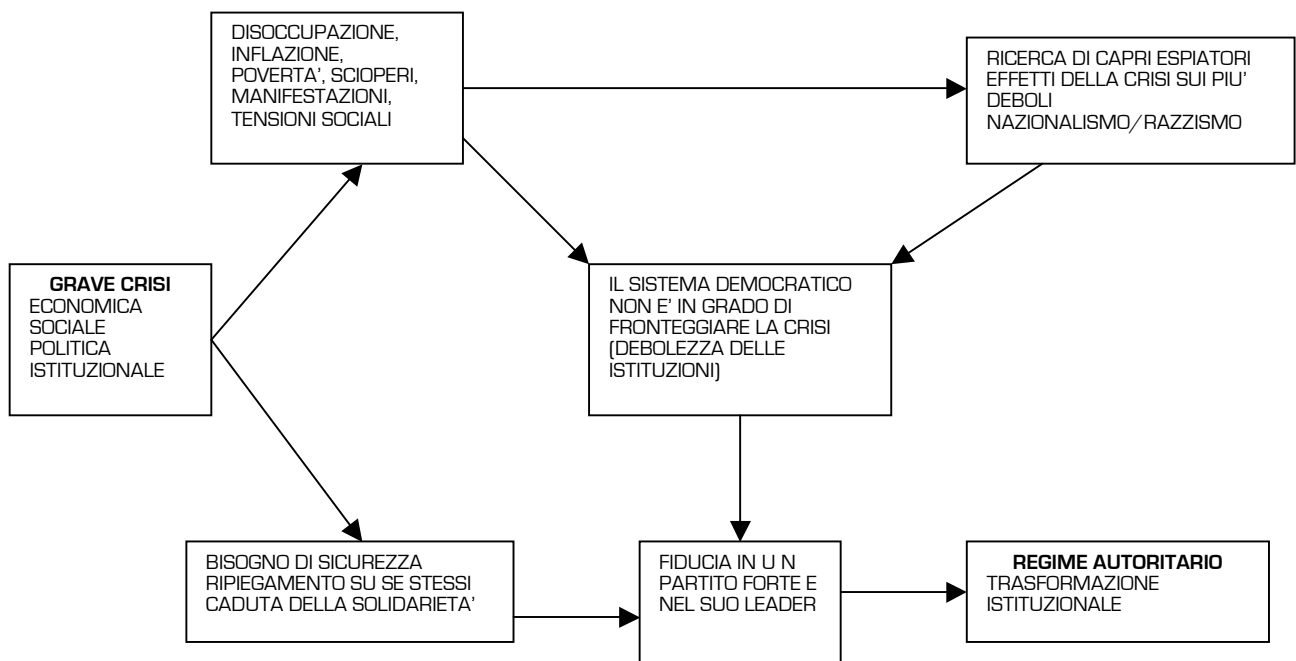 DISOCCUPAZIONE,
INFLAZIONE,
POVERTA', SCIOPERI,
MANIFESTAZIONI,
TENSIONI SOCIALI
RICERCA DI CAPRI ESPIATORI
EFFETTI DELLA CRISI SUI PIU'
DEBOLI
NAZIONALISMO/RAZZISMO
GRAVE CRISI
ECONOMICA
SOCIALE
POLITICA
ISTITUZIONALE
IL SISTEMA DEMOCRATICO
NON E' IN GRADO DI
FRONTEGGIARE LA CRISI
(DEBOLEZZA DELLE
ISTITUZIONI)
BISOGNO DI SICUREZZA
RIPIEGAMENTO SU SE STESSI
CADUTA DELLA SOLIDARIETA'
FIDUCIA IN U N
PARTITO FORTE E
NEL SUO LEADER
REGIME AUTORITARIO
TRASFORMAZIONE
ISTITUZIONALE